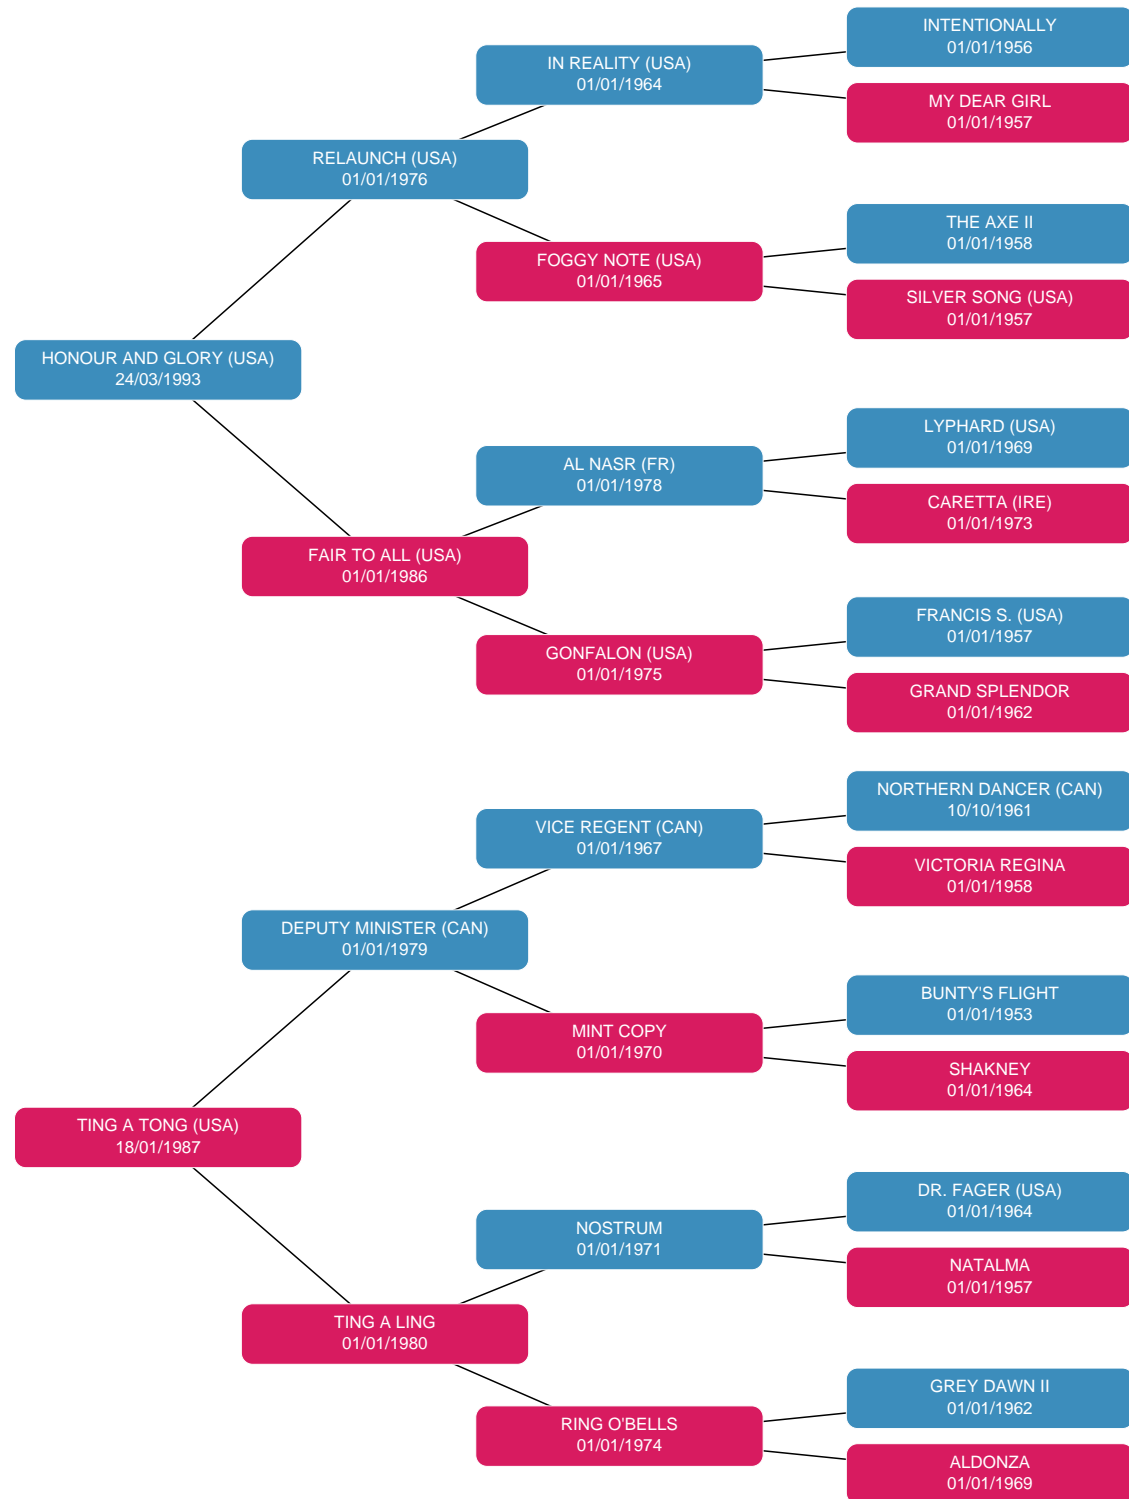 INTENTIONALLY
01/01/1956
IN REALITY (USA)
01/01/1964
MY DEAR GIRL
01/01/1957
RELAUNCH (USA)
01/01/1976
THE AXE II
01/01/1958
FOGGY NOTE (USA)
01/01/1965
SILVER SONG (USA)
01/01/1957
HONOUR AND GLORY (USA)
24/03/1993
LYPHARD (USA)
01/01/1969
AL NASR (FR)
01/01/1978
CARETTA (IRE)
01/01/1973
FAIR TO ALL (USA)
01/01/1986
FRANCIS S. (USA)
01/01/1957
GONFALON (USA)
01/01/1975
GRAND SPLENDOR
01/01/1962
NORTHERN DANCER (CAN)
10/10/1961
VICE REGENT (CAN)
01/01/1967
VICTORIA REGINA
01/01/1958
DEPUTY MINISTER (CAN)
01/01/1979
BUNTY'S FLIGHT
01/01/1953
MINT COPY
01/01/1970
SHAKNEY
01/01/1964
TING A TONG (USA)
18/01/1987
DR. FAGER (USA)
01/01/1964
NOSTRUM
01/01/1971
NATALMA
01/01/1957
TING A LING
01/01/1980
GREY DAWN II
01/01/1962
RING O'BELLS
01/01/1974
ALDONZA
01/01/1969